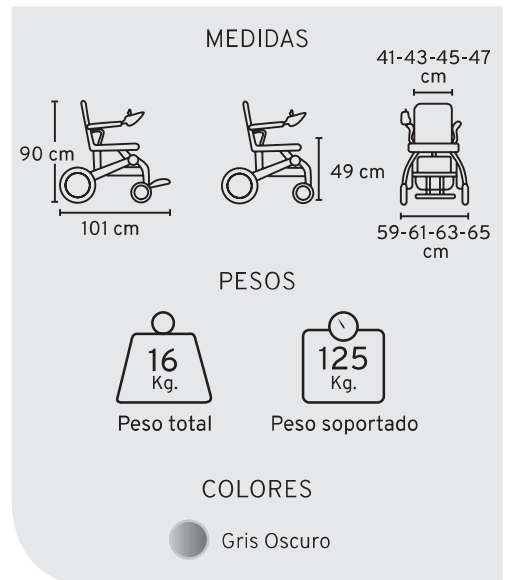 MEDIDAS
41-43-45-47
cm
90 cm
49 cm
101 cm
59-61-63-65
cm
PESOS
16
Kg.
125
Kg.
Peso total
Peso soportado
COLORES
Gris Oscuro